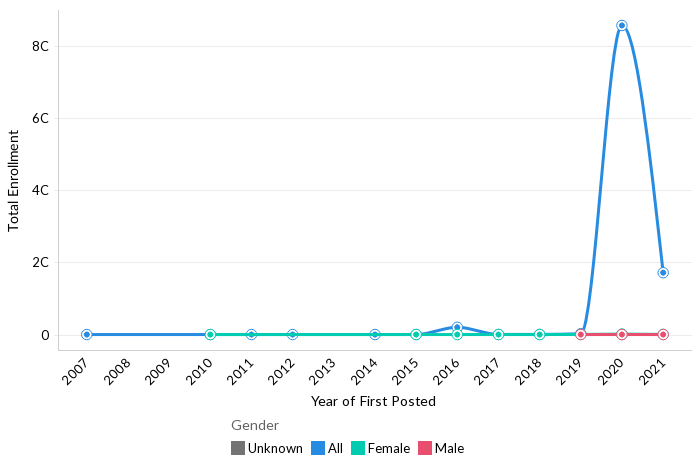 8C
6C
4C
2C
0
Total Enrollment
2007 2008 2009 2010 2011 2012 2013 2014 2015 2016 2017 2018 2019 2020 2021
Year of First Posted
Gender
Unknown All Female Male